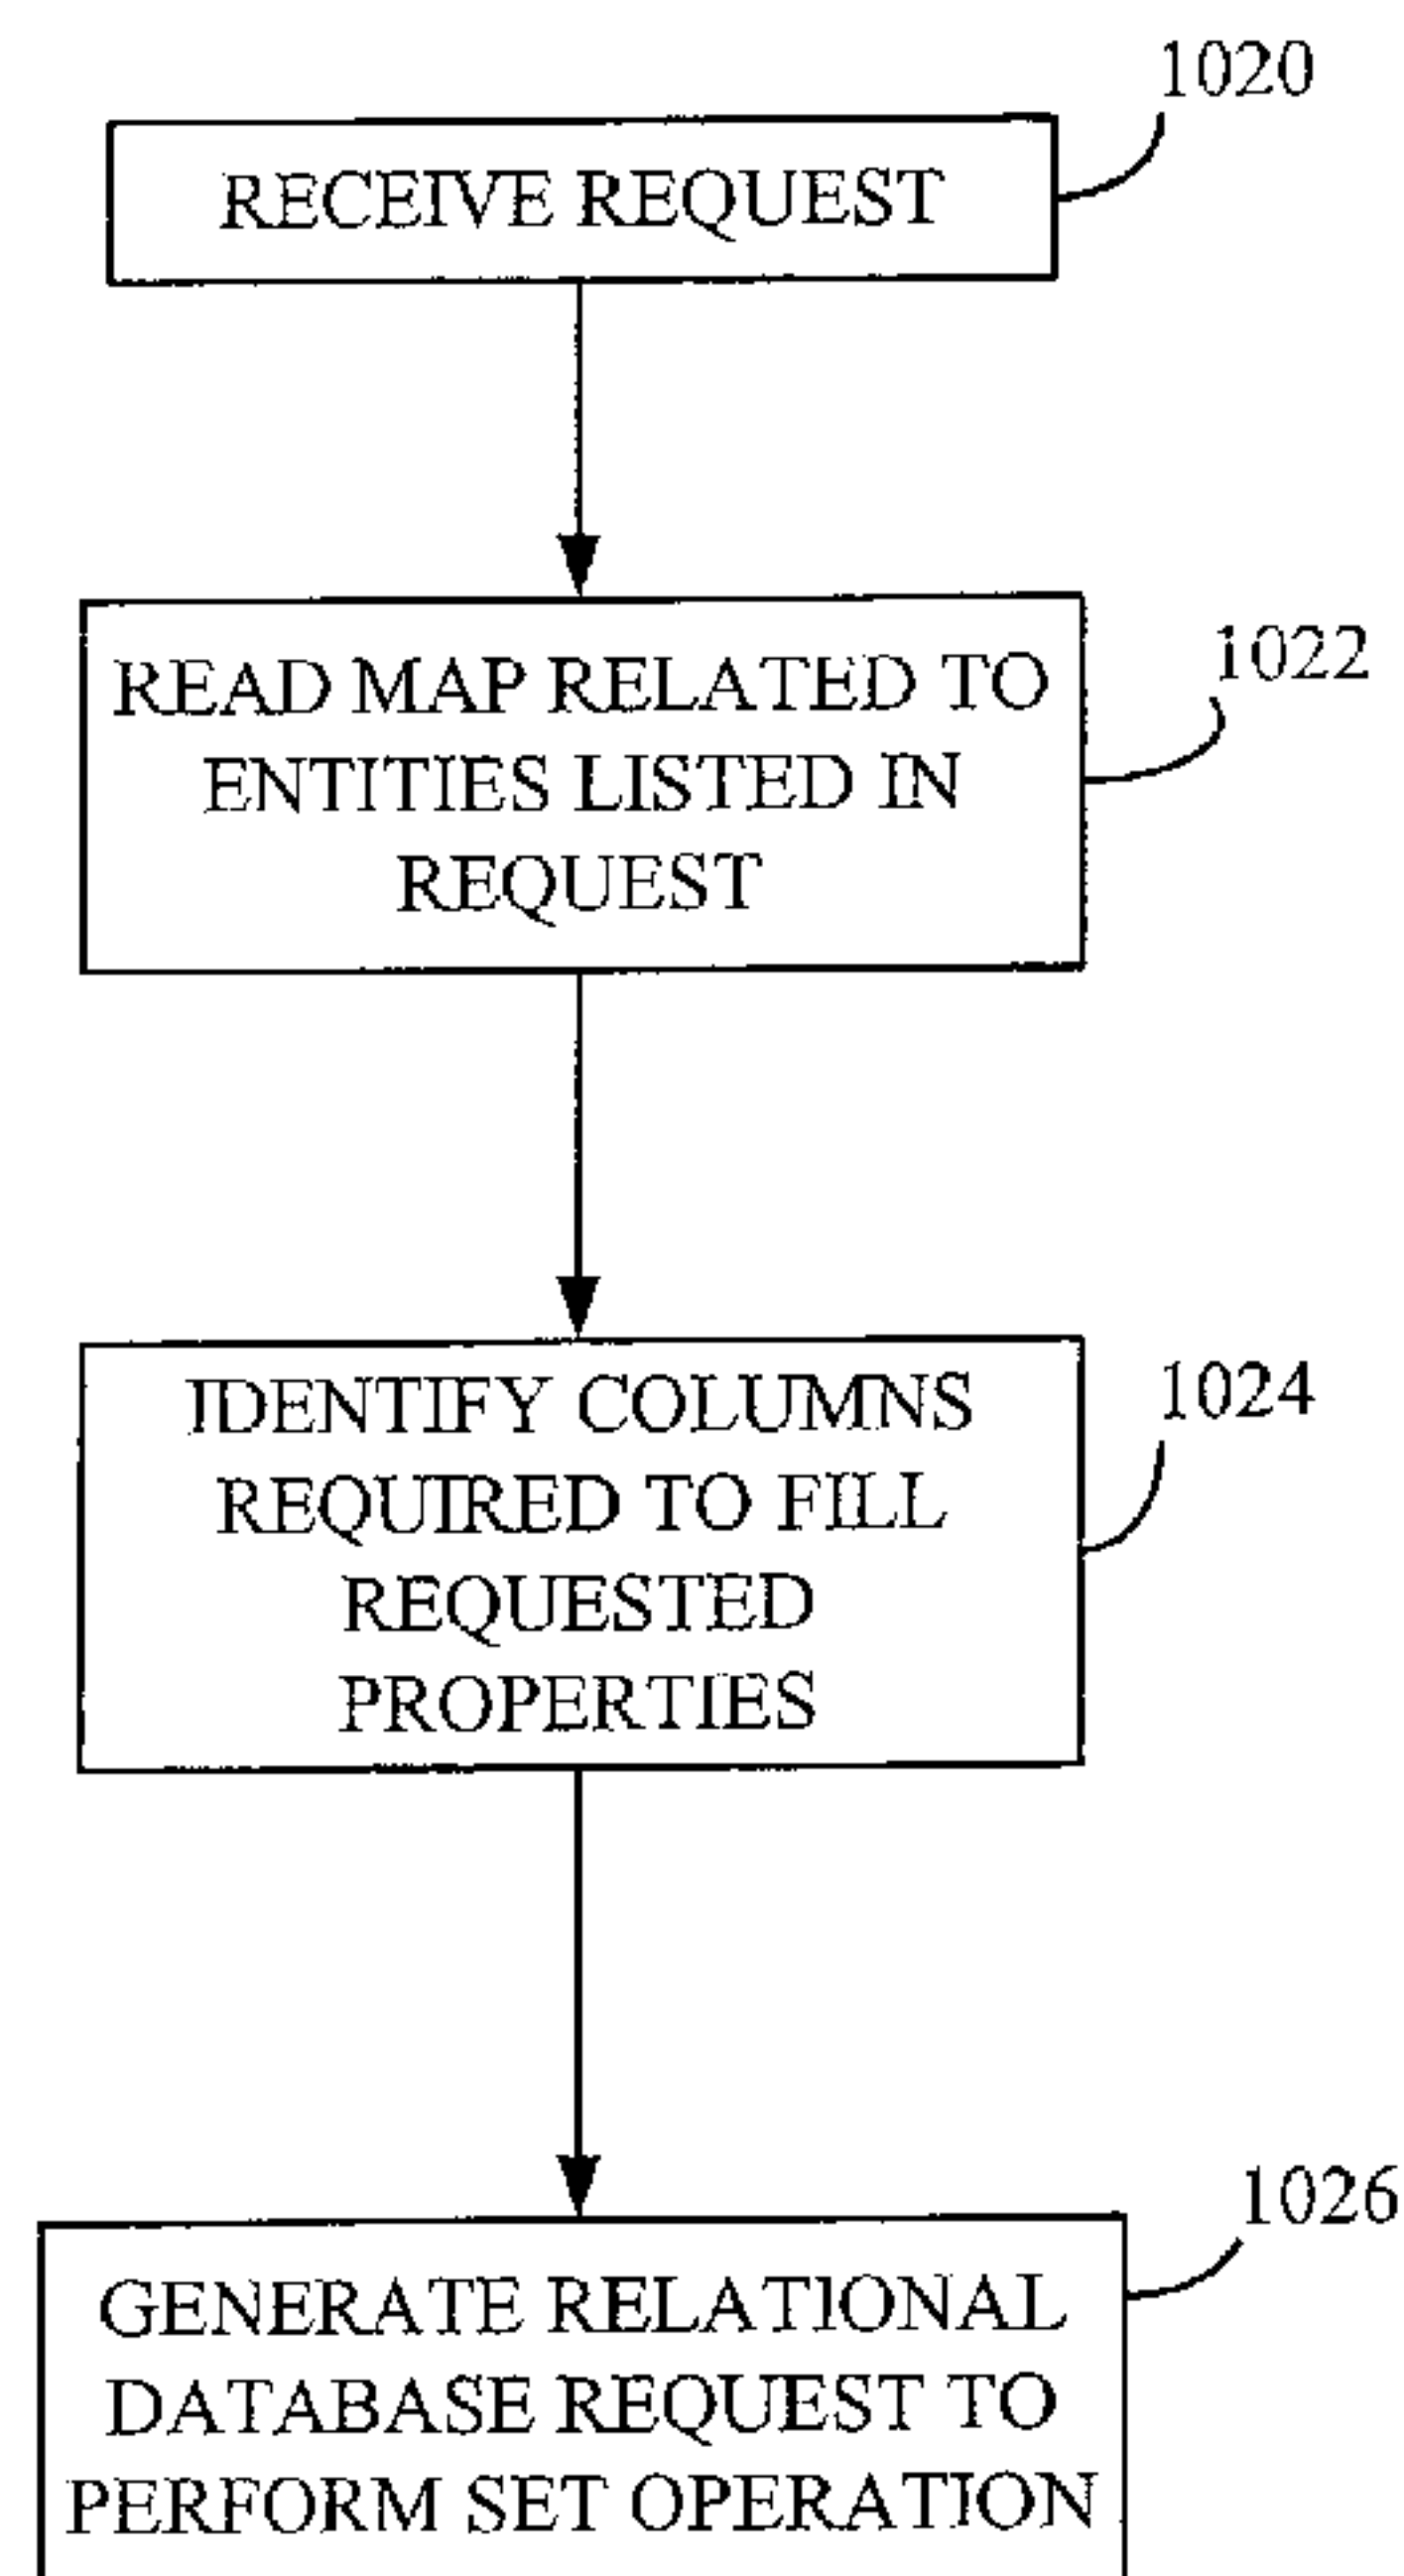 1020
RECEIVE REQUEST
1022
READ MAP RELATED TO
ENTITIES LISTED IN
REQUEST
1024
IDENTIFY COLUMNS
REQUIRED TO FILL
REQUESTED
PROPERTIES
1026
GENERATE RELATIONAL
DATABASE REQUEST TO
PERFORM SET OPERATION